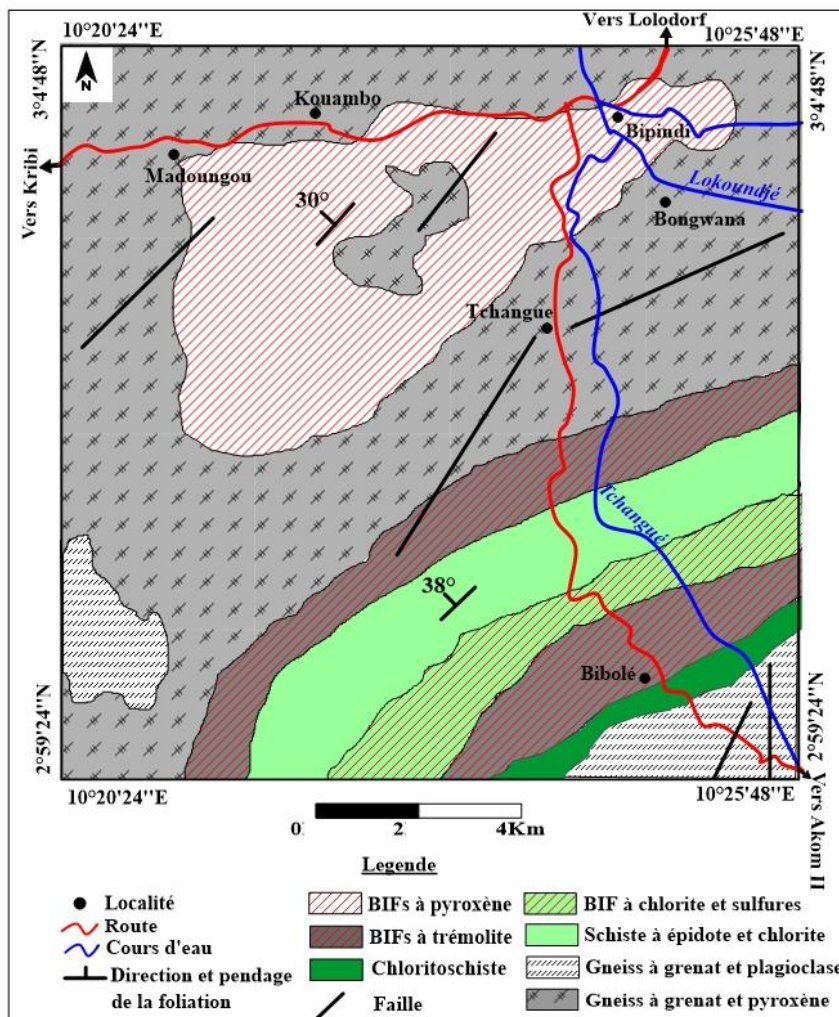 Vers Lolodorf
10°20'24''E
10°25'48''E
3°4'48''N
3°4'48''N
N
Kouambo
Bipindi
Madoungou
Vers Kribi
Lokoundjé
30°
Bongwana
Tchangue
Tchangué
38°
Bibolé
2°59'24''N
2°59'24''N
10°20'24''E
10°25'48''E
Vers Akom II
0 2 4Km
Legende
Localité
Route
Cours d'eau
Direction et pendage
de la foliation
BIFs à pyroxène
BIFs à trémolite
Chloritoschiste
Faille
BIF à chlorite et sulfures
Schiste à épidote et chlorite
Gneiss à grenat et plagioclase
Gneiss à grenat et pyroxène